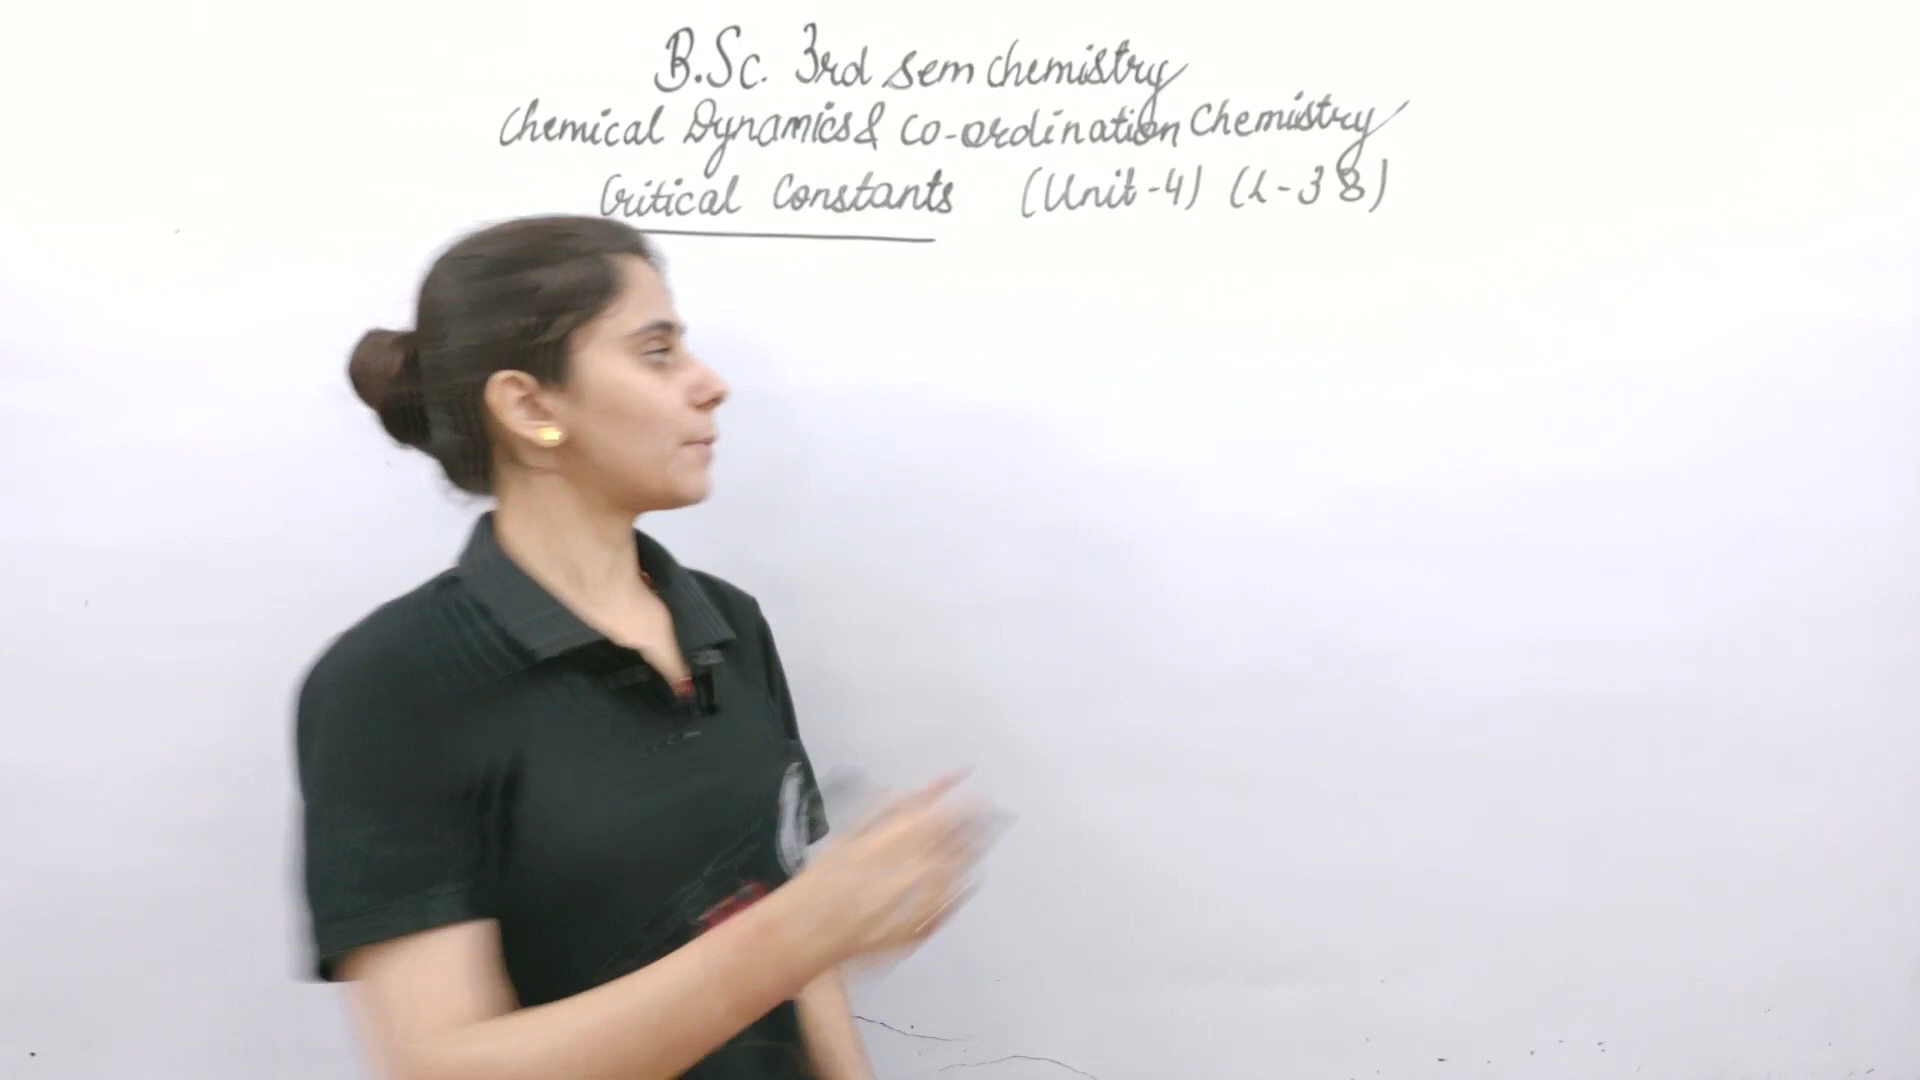 B.Sc. 3rd sem chemistry
Chemical Dynamics & Co-ordination Chemistry
Critical Constants (Unit-4) (L-38)